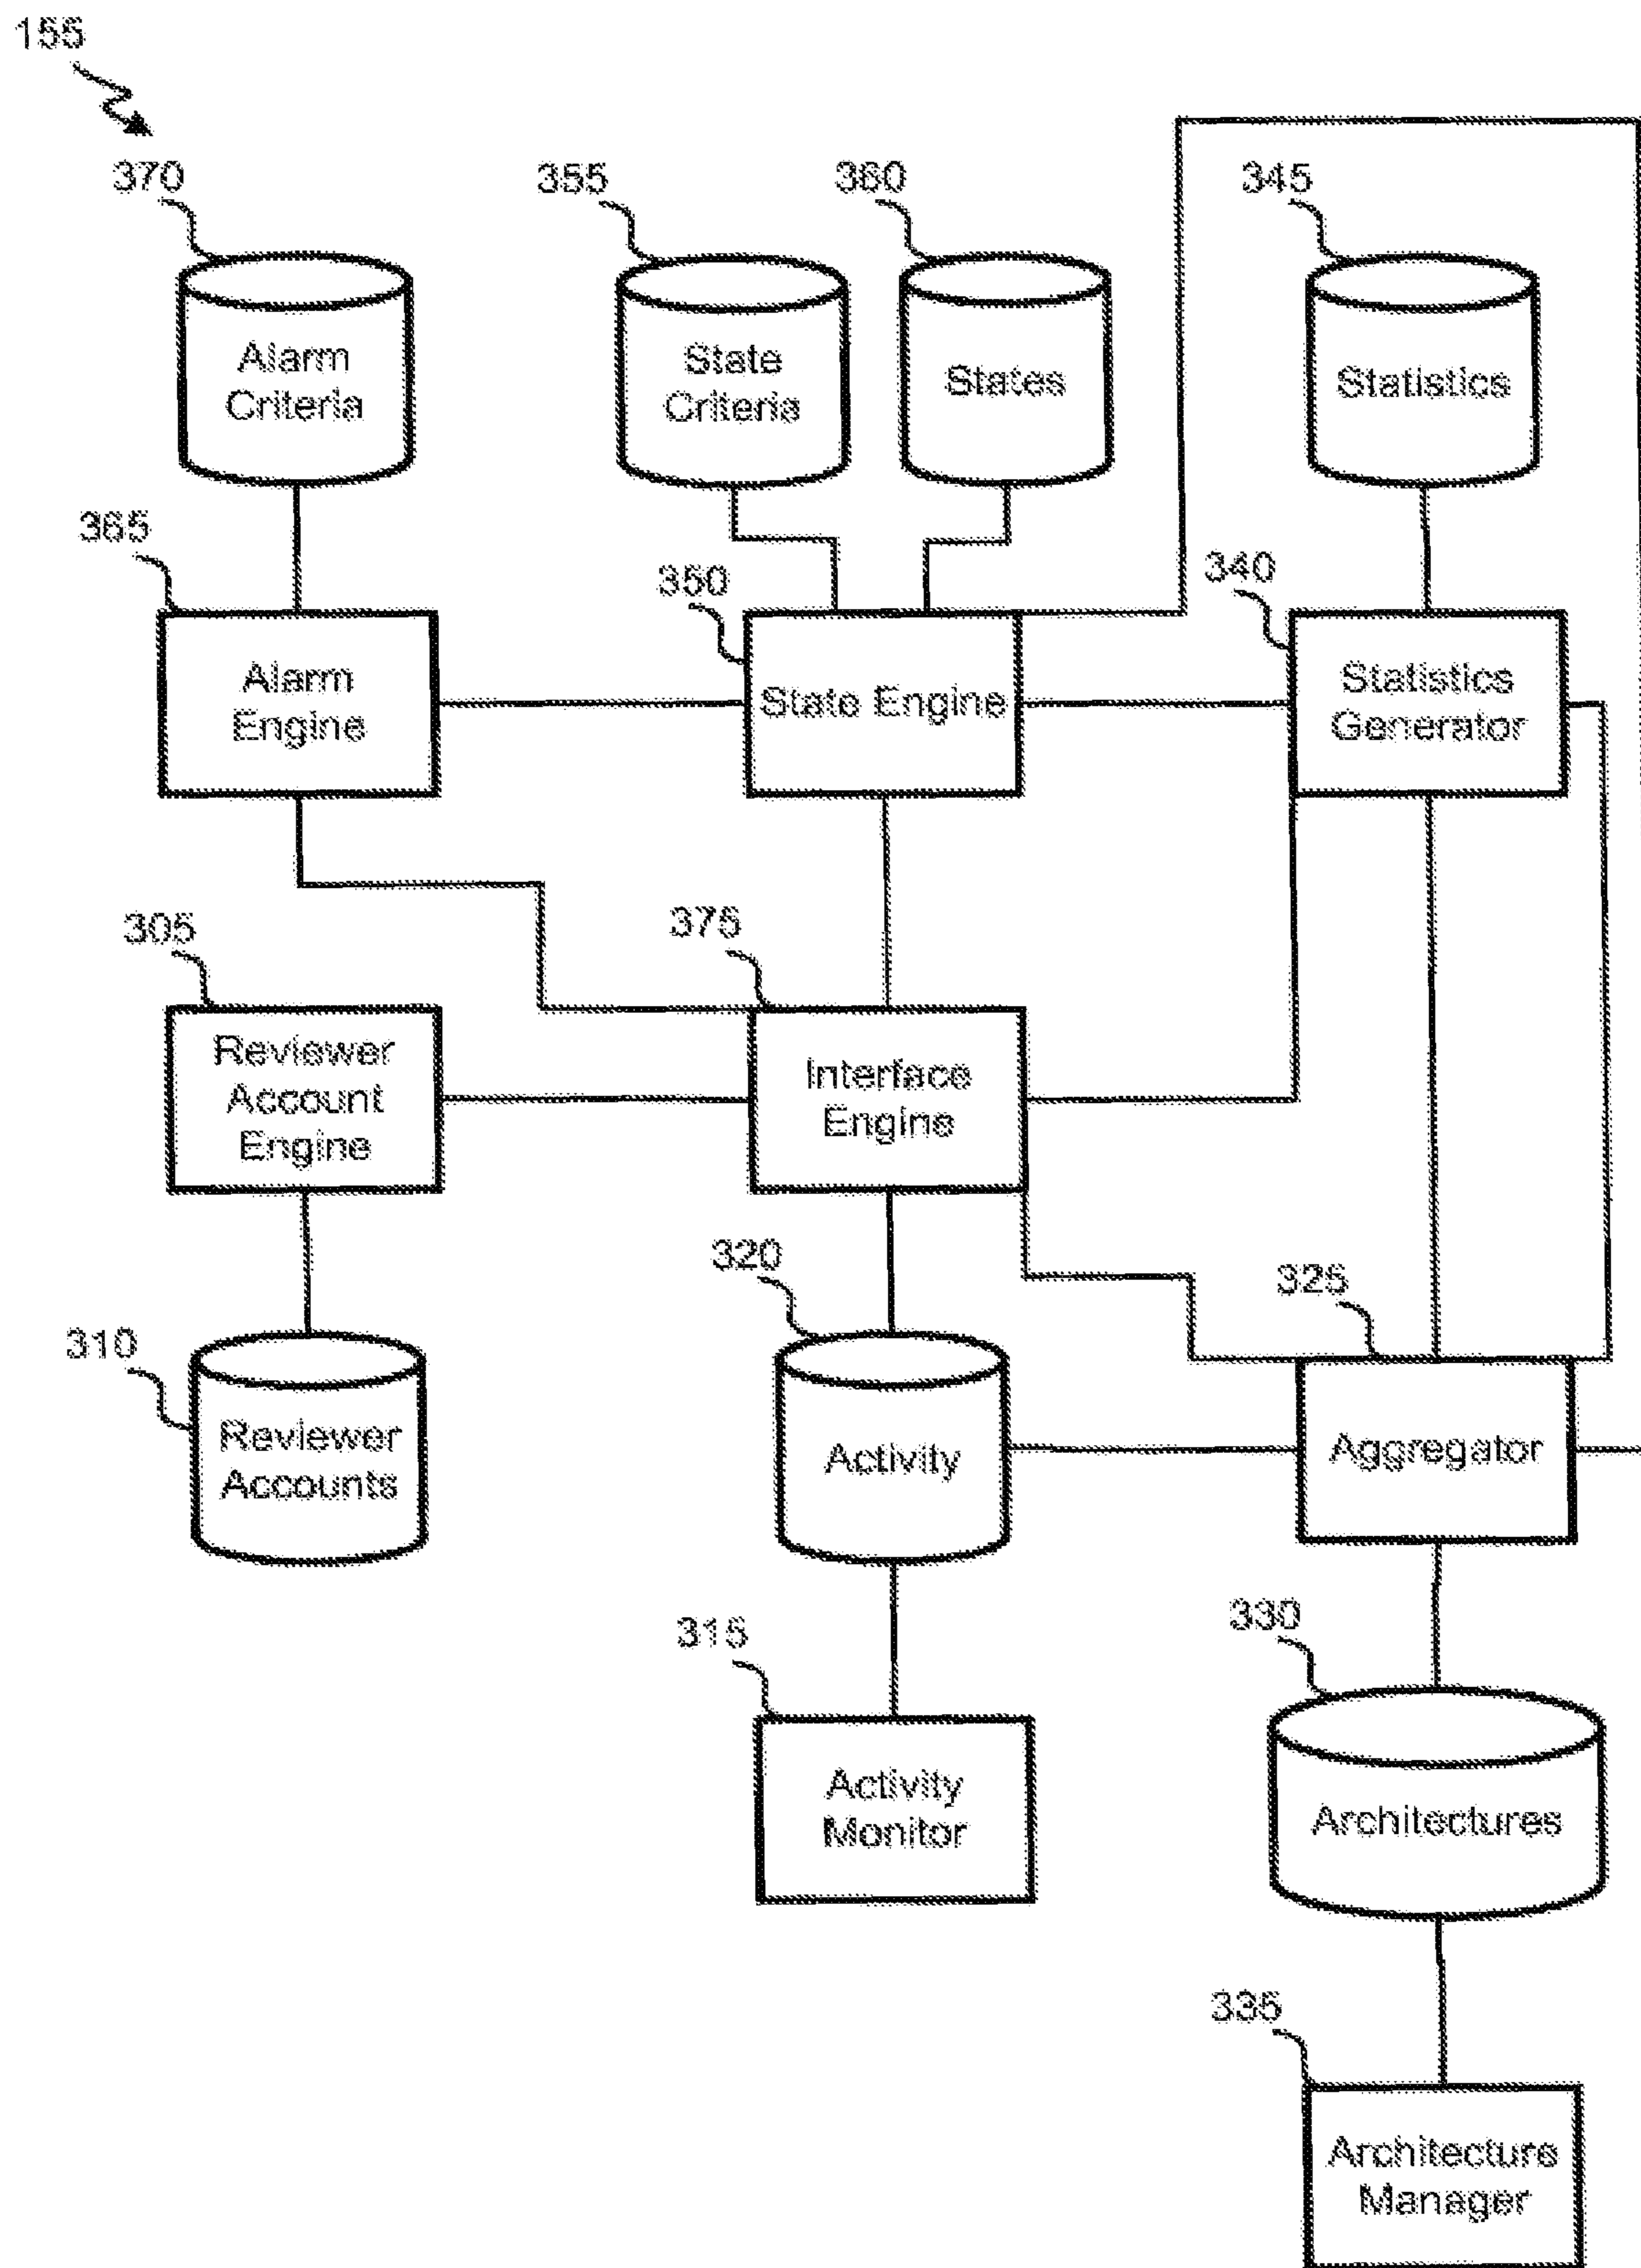 155
370
355
360
345
Alarm
Criteria
State
Criteria
States
Statistics
365
350
340
Alarm
Engine
State Engine
Statistics
Generator
305
375
Reviewer
Account
Engine
Interface
Engine
320
325
310
Reviewer
Accounts
Activity
Aggregator
315
330
Activity
Monitor
Architectures
335
Architecture
Manager